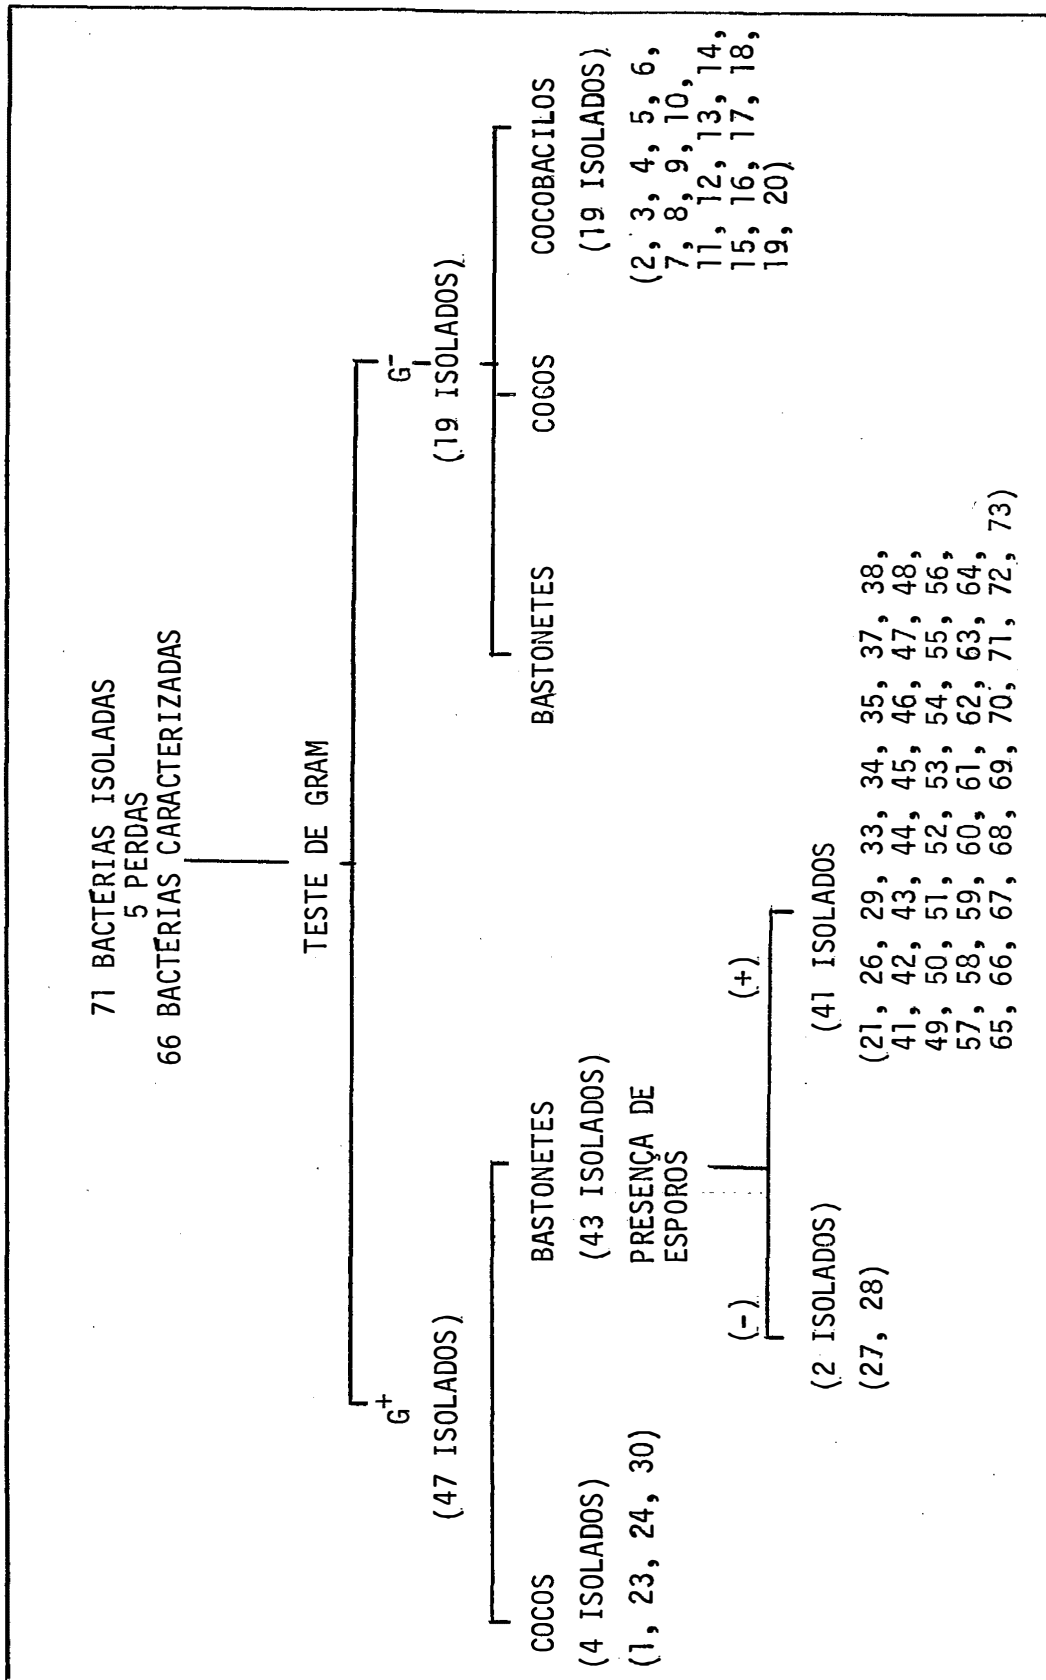 71 BACTÉRIAS ISOLADAS
5 PERDAS
66 BACTÉRIAS CARACTERIZADAS
TESTE DE GRAM
G+
(47 ISOLADOS)
COCOS
(4 ISOLADOS)
(1, 23, 24, 30)
BASTONETES
(43 ISOLADOS)
PRESENÇA DE
ESPOROS
(-)
(2 ISOLADOS)
(27, 28)
(+)
(41 ISOLADOS
(21, 26, 29, 33, 34, 35, 37, 38,
41, 42, 43, 44, 45, 46, 47, 48,
49, 50, 51, 52, 53, 54, 55, 56,
57, 58, 59, 60, 61, 62, 63, 64,
65, 66, 67, 68, 69, 70, 71, 72, 73)
G-
(19 ISOLADOS)
BASTONETES
COCOS
COCOBACILOS
(19 ISOLADOS)
(2, 3, 4, 5, 6,
7, 8, 9, 10,
11, 12, 13, 14,
15, 16, 17, 18,
19, 20)